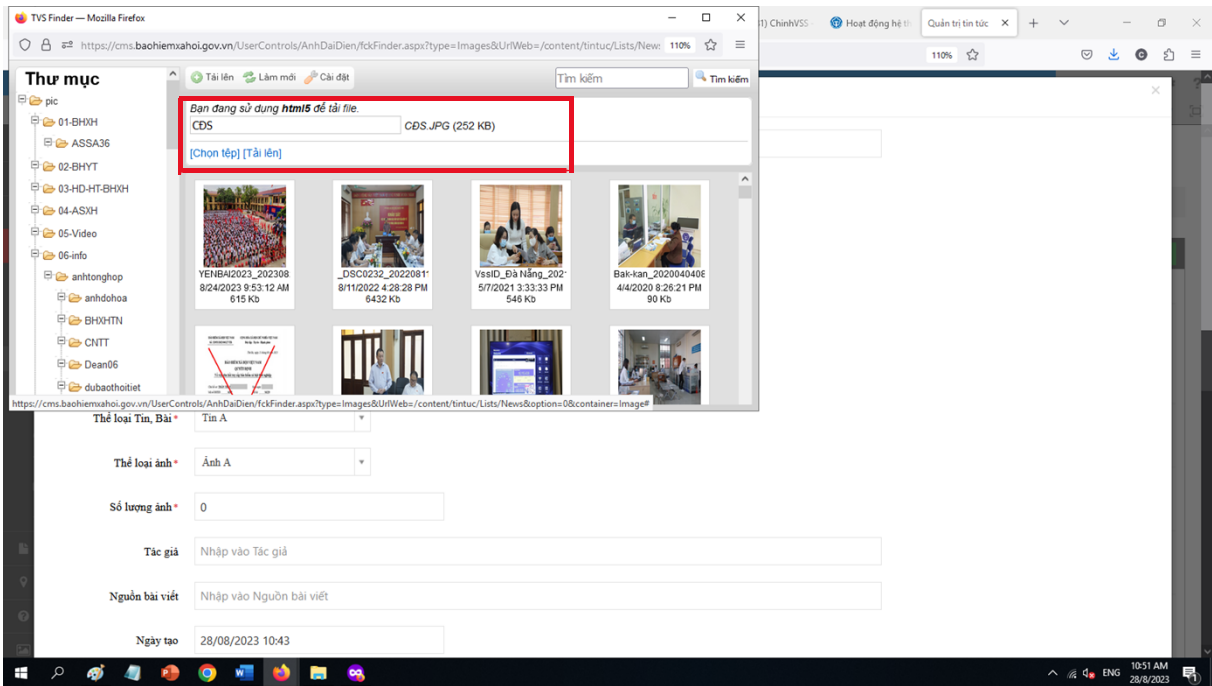 TVS Finder — Mozilla Firefox
https://cms.baohiemxahoi.gov.vn/UserControls/AnhDaiDien/fckFinder.aspx?type=Images&UrlWeb=/content/tintuc/Lists/New: 110%
1) ChinhVSS
Hoạt động hệ th
Quản trị tin tức
110%
Thư mục
Tải lên Làm mới Cài đặt
Tìm kiếm Tìm kiếm
Bạn đang sử dụng html5 để tải file.
CĐS CĐS.JPG (252 KB)
[Chọn tệp] [Tải lên]
pic
01-BHXH
ASSA36
02-BHYT
03-HD-HT-BHXH
04-ASXH
05-Video
06-info
anhtonghop
anhdohoa
BHXHTN
CNTT
Dean06
dubaothoitiet
YENBAI2023_202308
8/24/2023 9:53:12 AM
615 Kb
_DSC0232_2022081
8/11/2022 4:28:28 PM
6432 Kb
VssID_Đà Nẵng_202
5/7/2021 3:33:33 PM
546 Kb
Bak-kan_202004040
4/4/2020 8:26:21 PM
90 Kb
https://cms.baohiemxahoi.gov.vn/UserControls/AnhDaiDien/fckFinder.aspx?type=Images&UrlWeb=/content/tintuc/Lists/News&option=0&container=Image#
Thể loại Tin, Bài * Tin A
Thể loại ảnh * Ảnh A
Số lượng ảnh * 0
Tác giả Nhập vào Tác giả
Nguồn bài viết Nhập vào Nguồn bài viết
Ngày tạo 28/08/2023 10:43
ENG
10:51 AM
28/8/2023